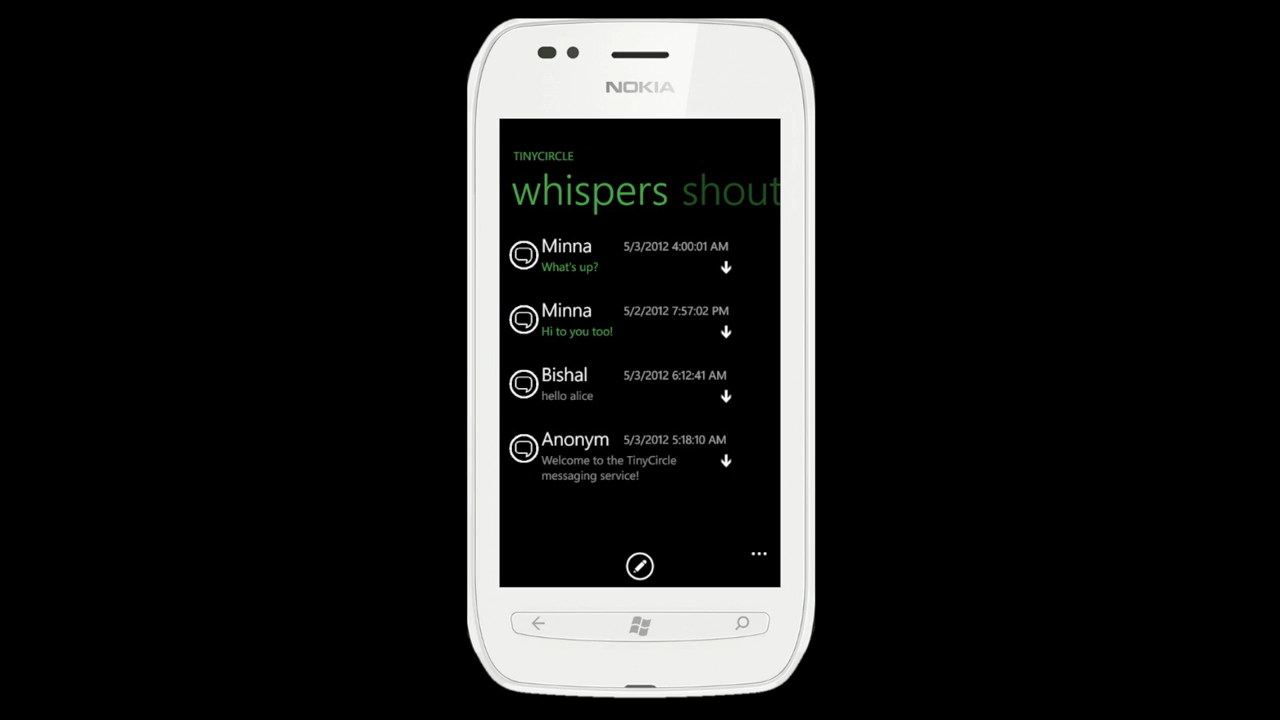 NOKIA
TINYCIRCLE
whispers shout
Minna 5/3/2012 4:00:01 AM
What's up?
Minna 5/2/2012 7:57:02 PM
Hi to you too!
Bishal 5/3/2012 6:12:41 AM
hello alice
Anonym 5/3/2012 5:18:10 AM
Welcome to the TinyCircle
messaging service!